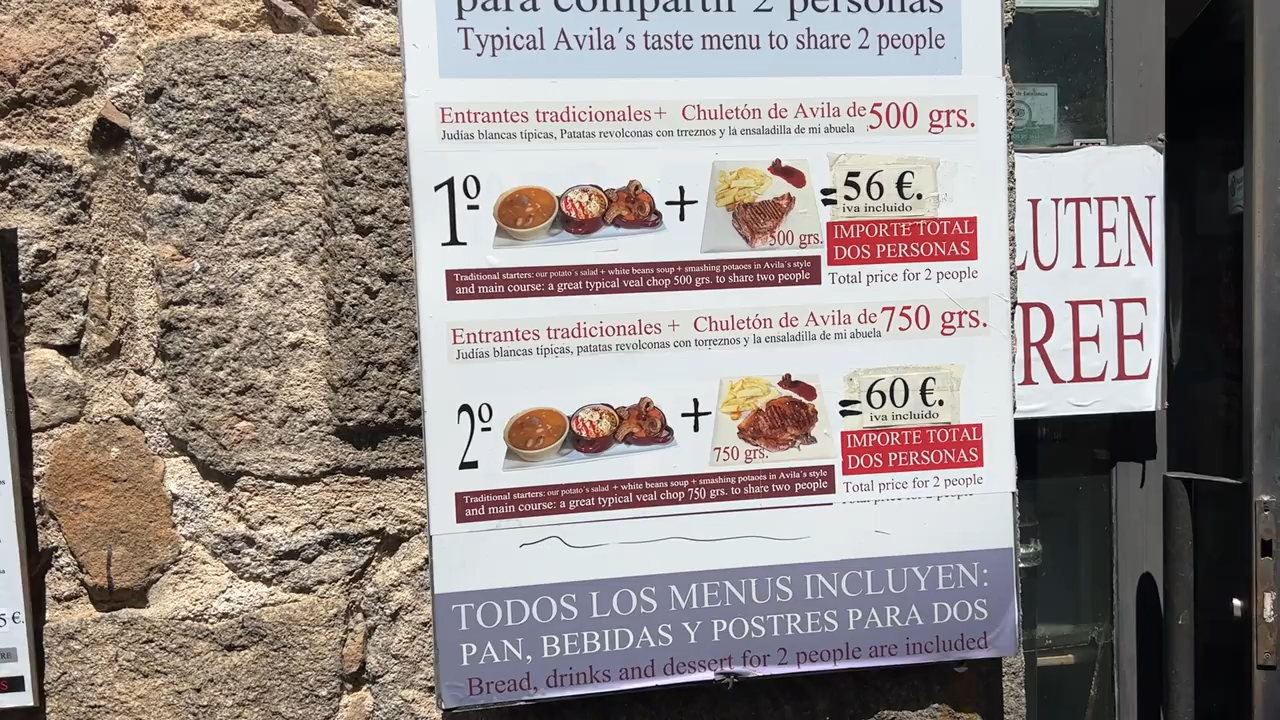 para compartir 2 personas
Typical Avila´s taste menu to share 2 people
Entrantes tradicionales + Chuletón de Avila de 500 grs.
Judías blancas típicas, Patatas revolconas con trreznos y la ensaladilla de mi abuela
1º + 500 grs. = 56 €.
iva incluido
IMPORTE TOTAL
DOS PERSONAS
Traditional starters: our potato´s salad + white beans soup + smashing potaoes in Avila´s style
and main course: a great typical veal chop 500 grs. to share two people
Total price for 2 people
Entrantes tradicionales + Chuletón de Avila de 750 grs.
Judías blancas típicas, patatas revolconas con torreznos y la ensaladilla de mi abuela
2º + 750 grs. = 60 €.
iva incluido
IMPORTE TOTAL
DOS PERSONAS
Traditional starters: our potato´s salad + white beans soup + smashing potaoes in Avila´s style
and main course: a great typical veal chop 750 grs. to share two people
Total price for 2 people
Total price for 2 people
TODOS LOS MENUS INCLUYEN:
PAN, BEBIDAS Y POSTRES PARA DOS
Bread, drinks and dessert for 2 people are included
LUTEN
REE
5 €.
RE
S